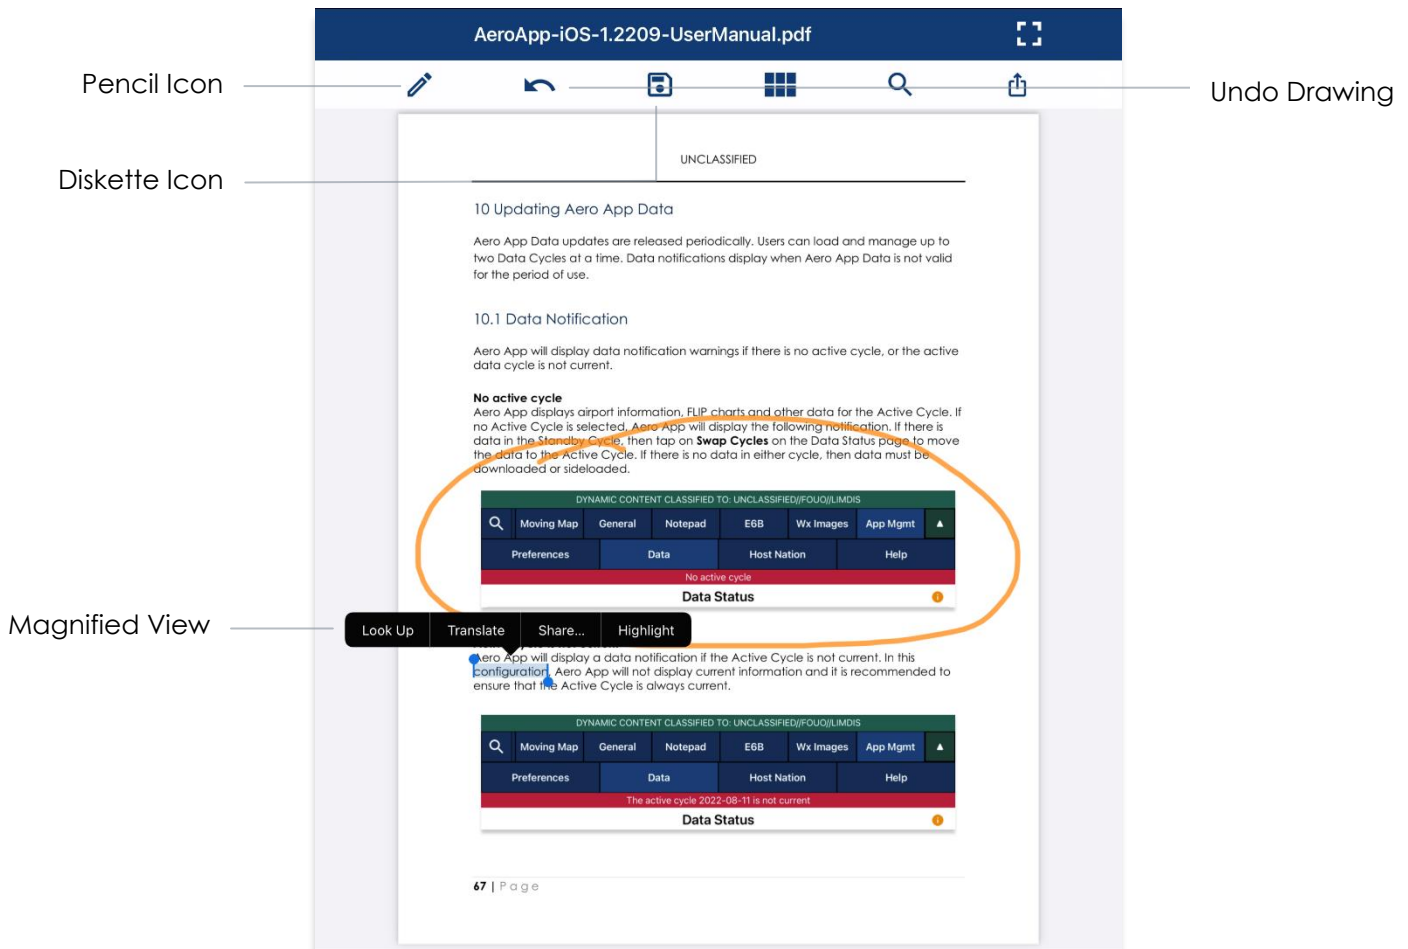 AeroApp-iOS-1.2209-UserManual.pdf
Pencil Icon
Undo Drawing
Diskette Icon
UNCLASSIFIED
10 Updating Aero App Data
Aero App Data updates are released periodically. Users can load and manage up to
two Data Cycles at a time. Data notifications display when Aero App Data is not valid
for the period of use.
10.1 Data Notification
Aero App will display data notification warnings if there is no active cycle, or the active
data cycle is not current.
No active cycle
Aero App displays airport information, FLIP charts and other data for the Active Cycle. If
no Active Cycle is selected, Aero App will display the following notification. If there is
data in the Standby Cycle, then tap on Swap Cycles on the Data Status page to move
the data to the Active Cycle. If there is no data in either cycle, then data must be
downloaded or sideloaded.
DYNAMIC CONTENT CLASSIFIED TO: UNCLASSIFIED//FOUO//LIMDIS
Moving Map General Notepad E6B Wx Images App Mgmt
Preferences Data Host Nation Help
No active cycle
Data Status
Magnified View
Look Up Translate Share... Highlight
Aero App will display a data notification if the Active Cycle is not current. In this
configuration, Aero App will not display current information and it is recommended to
ensure that the Active Cycle is always current.
DYNAMIC CONTENT CLASSIFIED TO: UNCLASSIFIED//FOUO//LIMDIS
Moving Map General Notepad E6B Wx Images App Mgmt
Preferences Data Host Nation Help
The active cycle 2022-08-11 is not current
Data Status
67 | Page